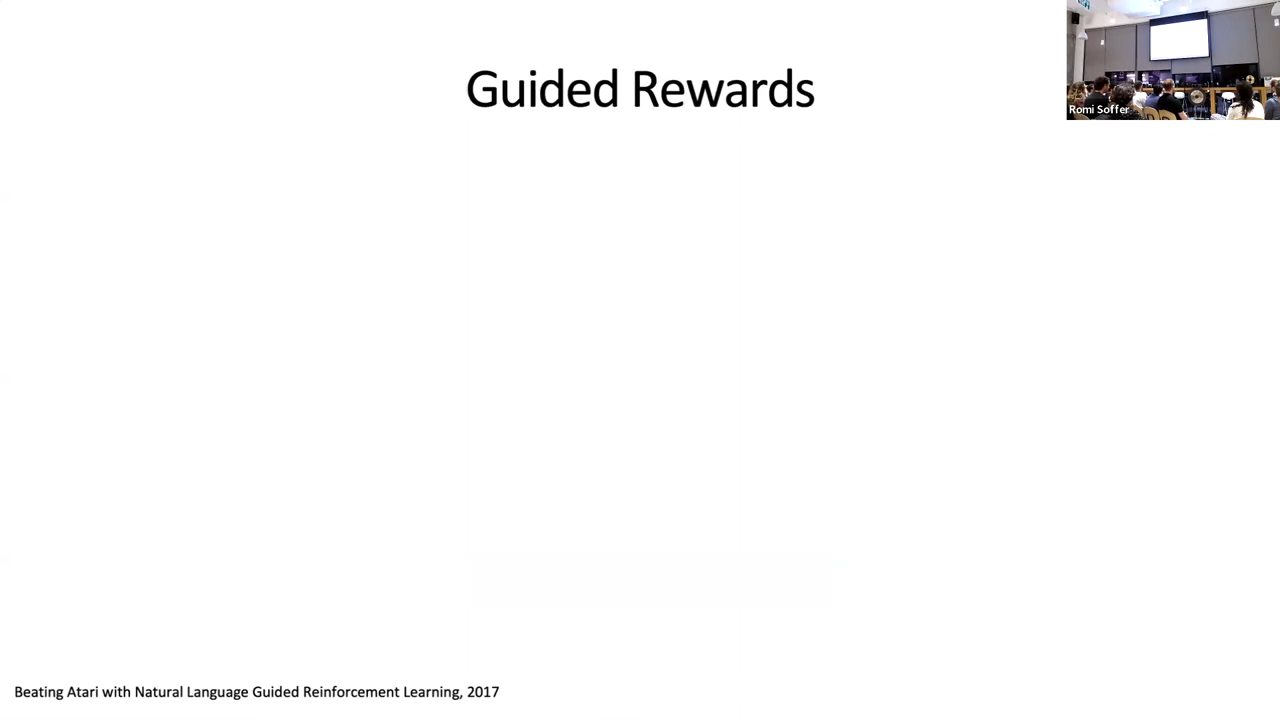 Guided Rewards
Romi Soffer
Beating Atari with Natural Language Guided Reinforcement Learning, 2017